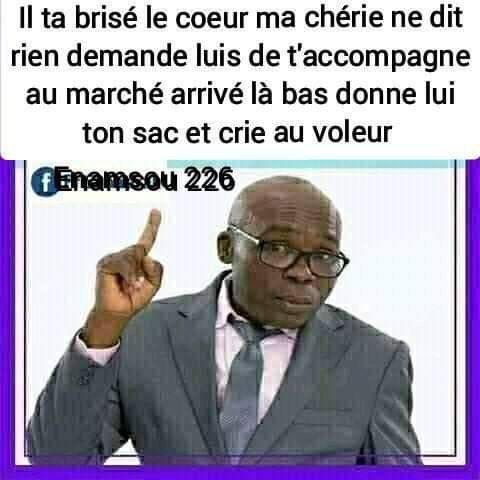 Il ta brisé le coeur ma chérie ne dit
rien demande luis de t'accompagne
au marché arrivé là bas donne lui
ton sac et crie au voleur
f Enamsou 226